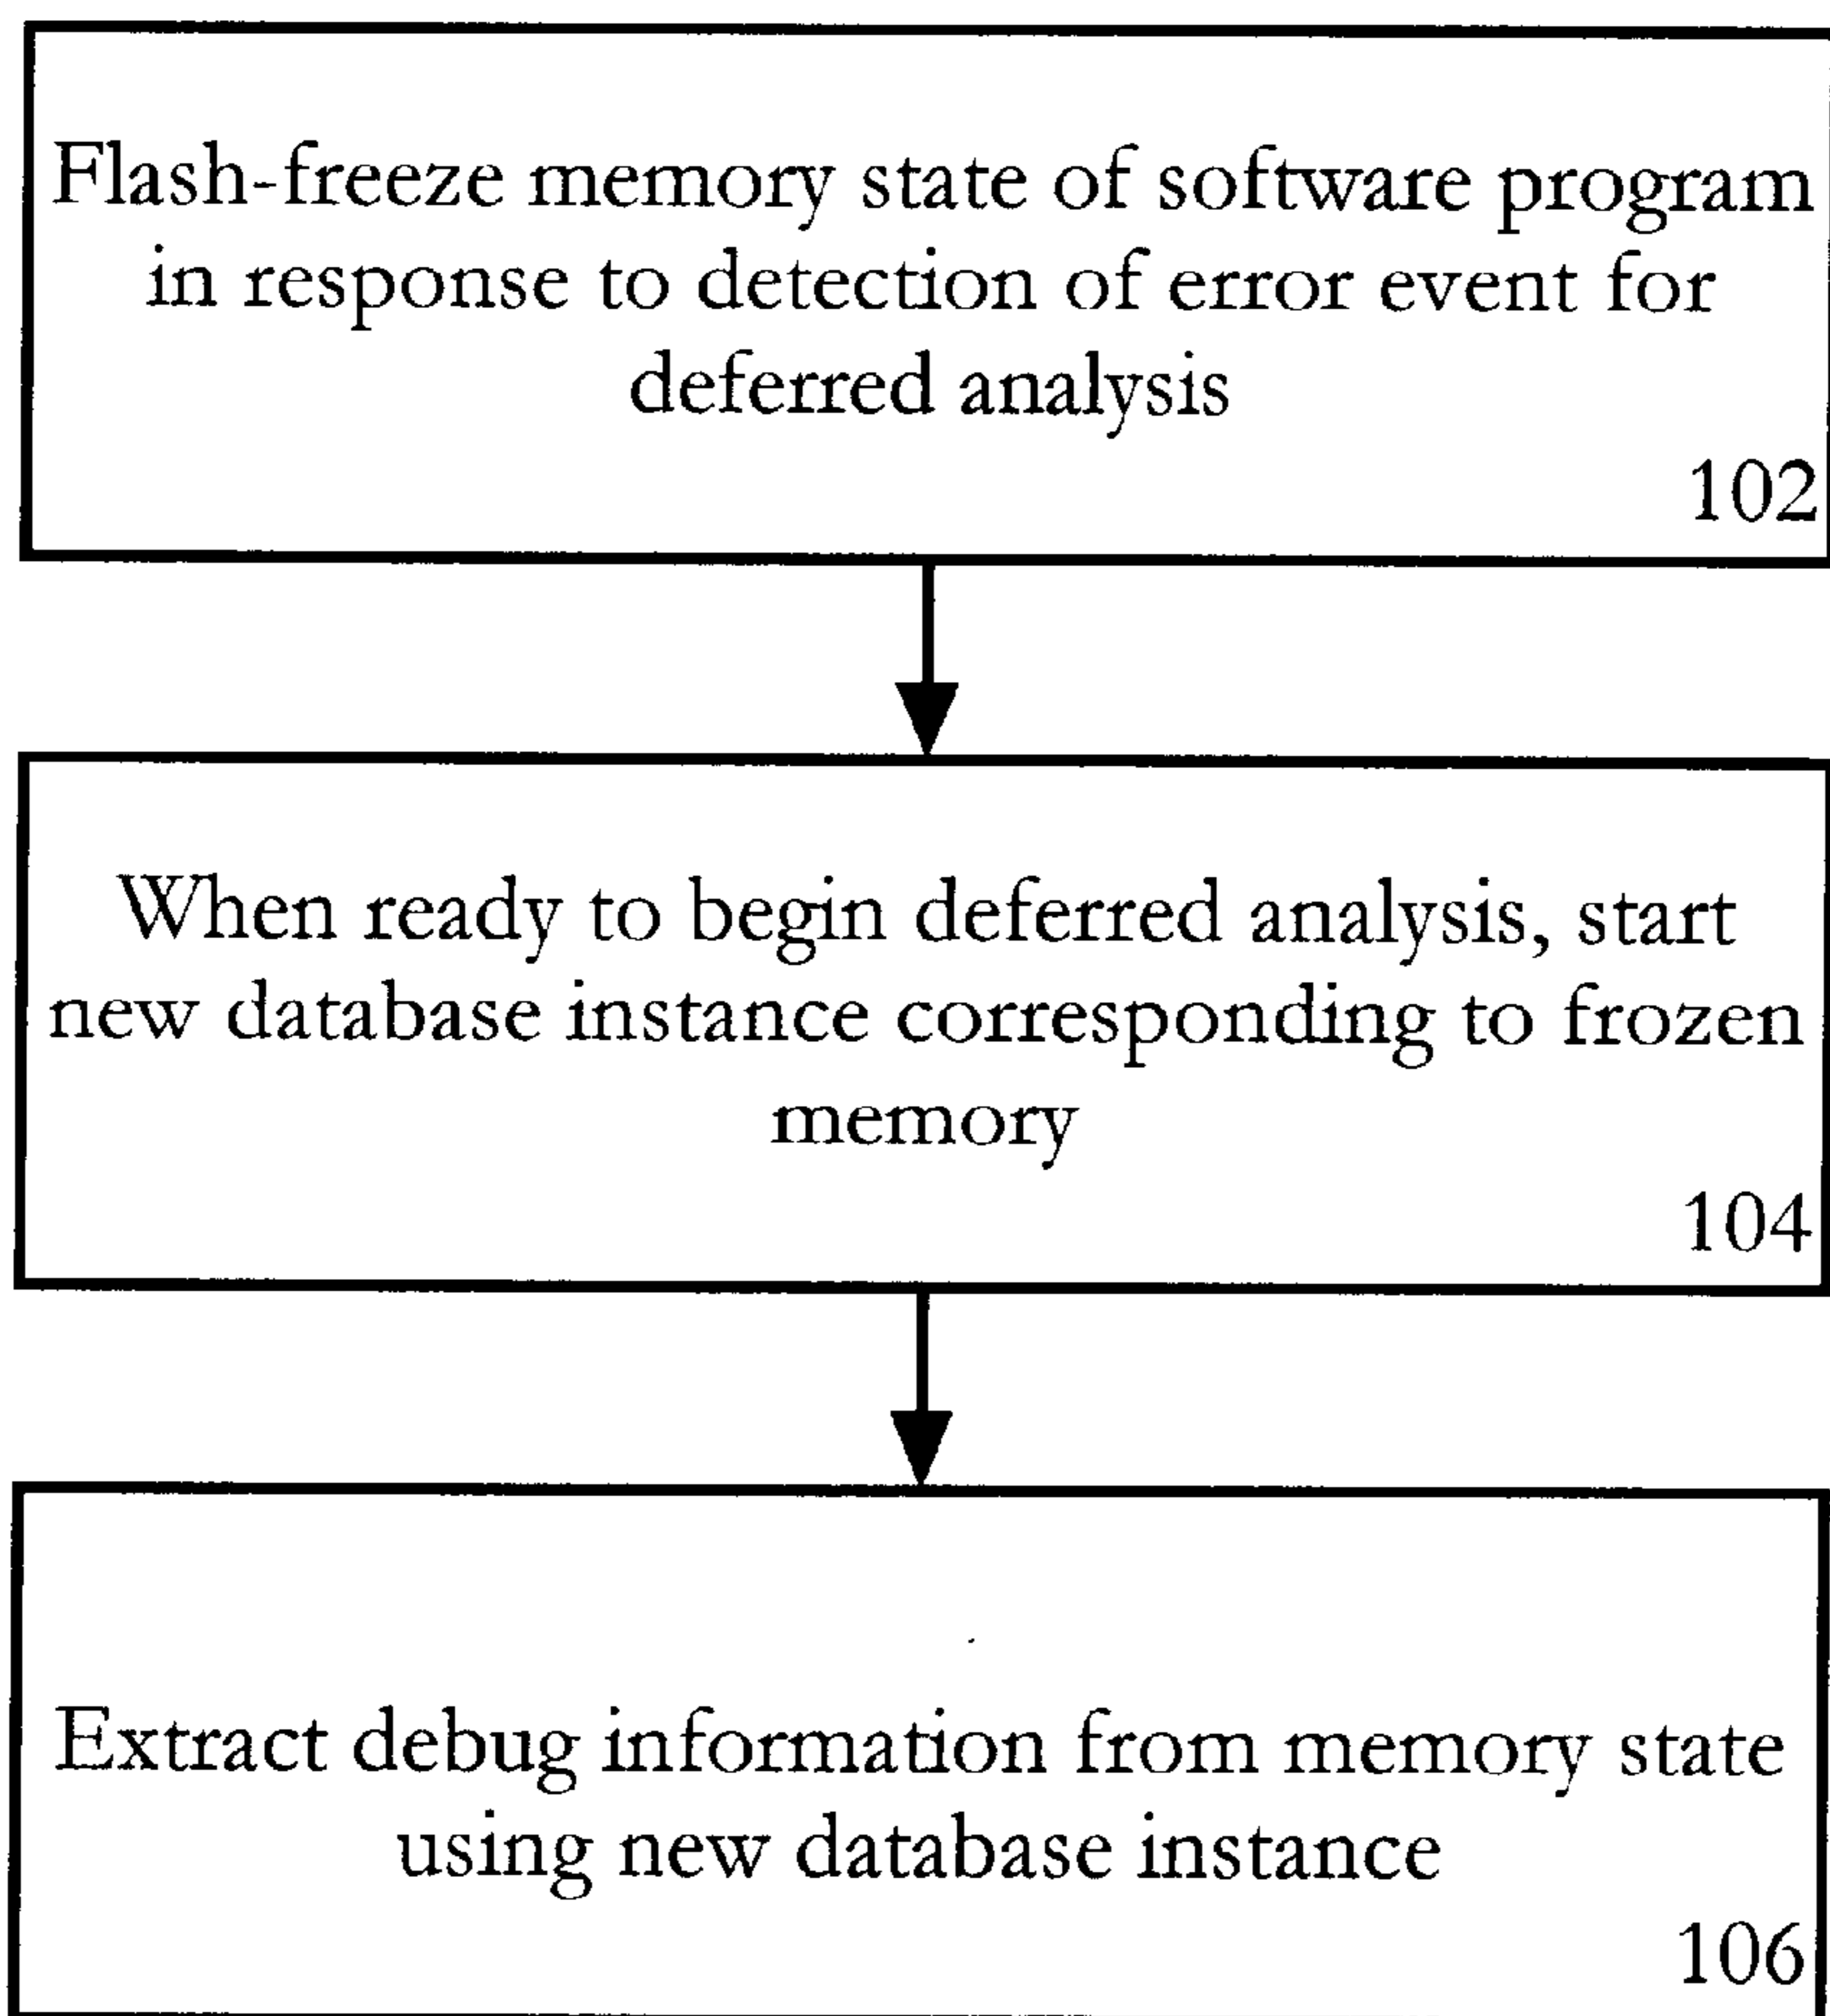 Flash-freeze memory state of software program
in response to detection of error event for
deferred analysis
102
When ready to begin deferred analysis, start
new database instance corresponding to frozen
memory
104
Extract debug information from memory state
using new database instance
106